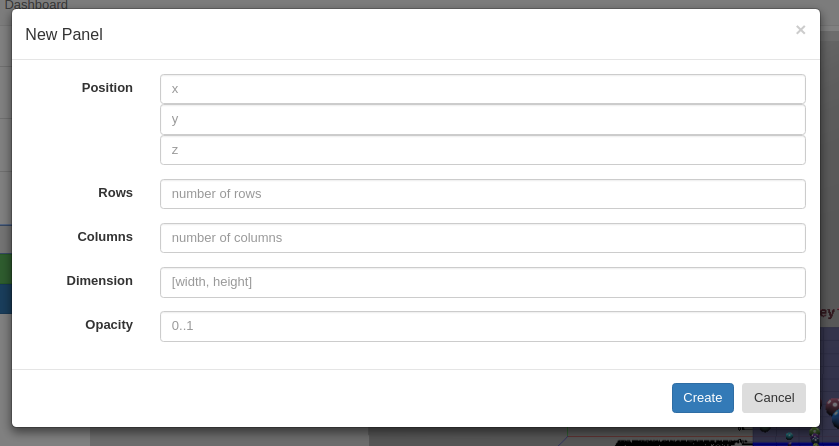 Dashboard
New Panel ×
Position x
y
z
Rows number of rows
Columns number of columns
Dimension [width, height]
Opacity 0..1
ey
Create Cancel